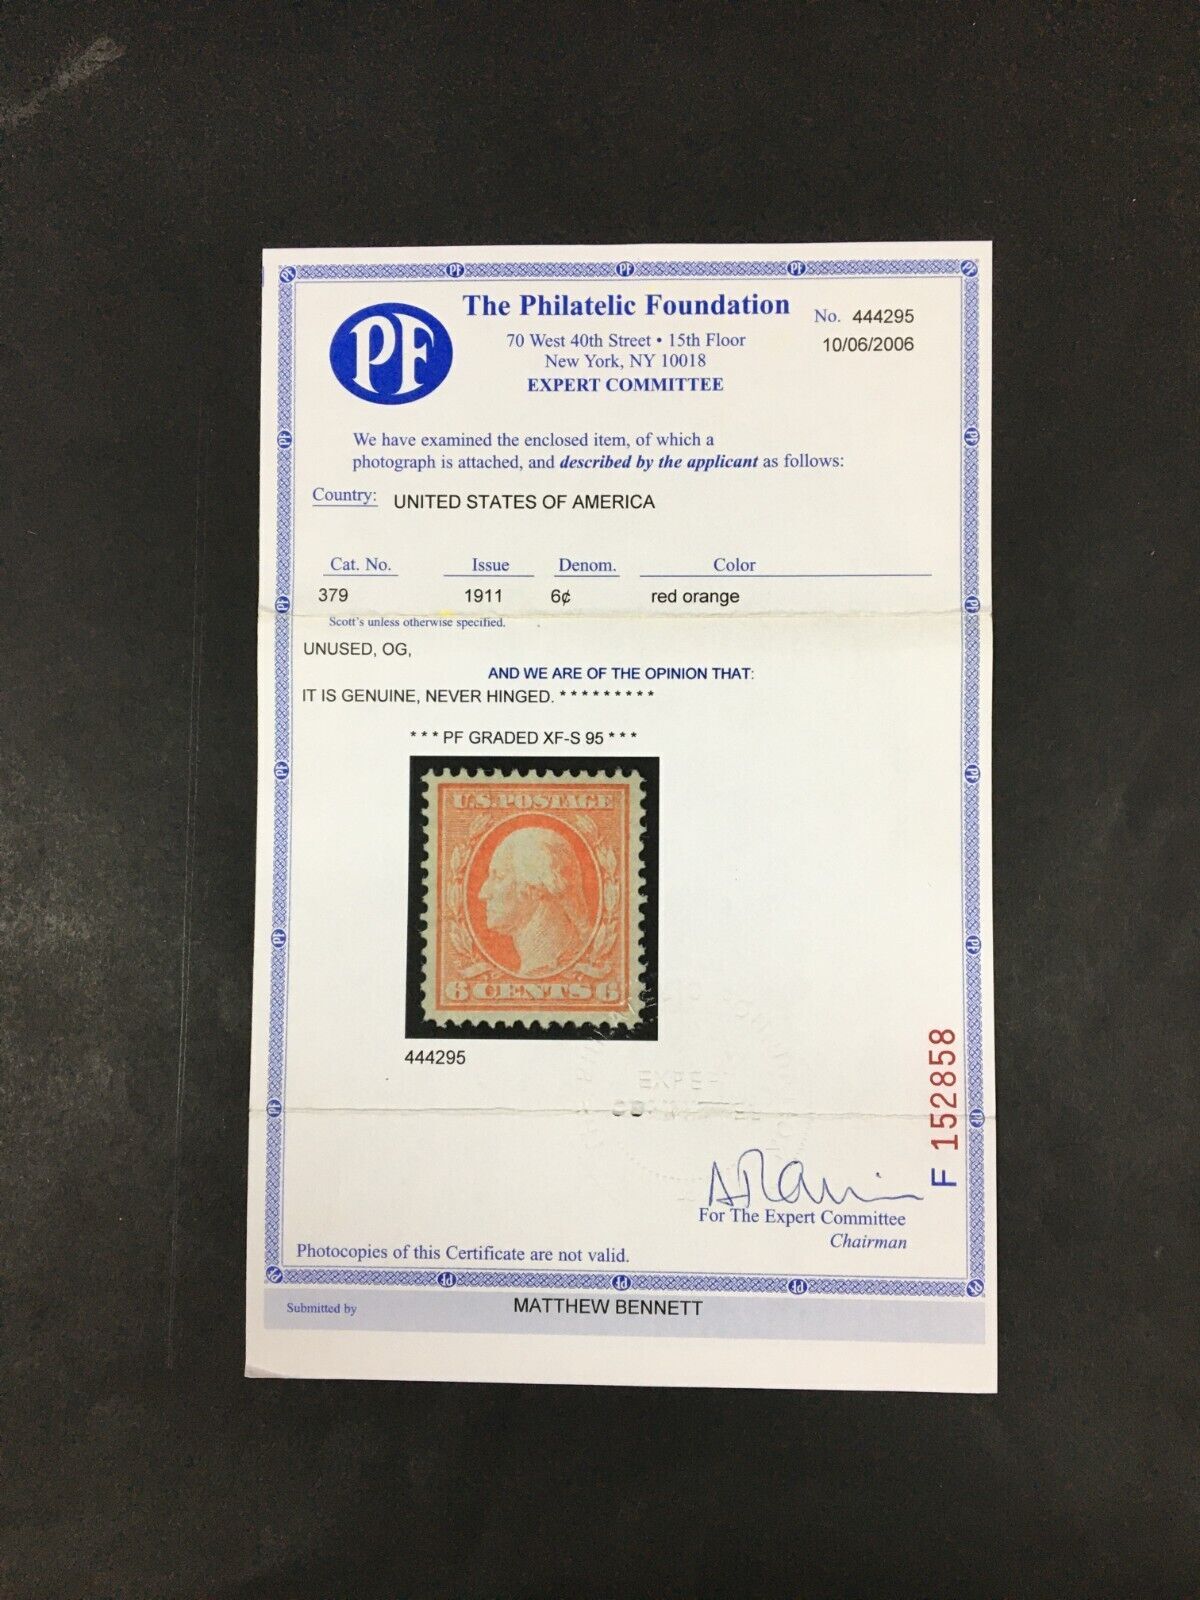 PF
The Philatelic Foundation
70 West 40th Street • 15th Floor
New York, NY 10018
EXPERT COMMITTEE
No. 444295
10/06/2006
We have examined the enclosed item, of which a
photograph is attached, and described by the applicant as follows:
Country: UNITED STATES OF AMERICA
Cat. No. Issue Denom. Color
379 1911 6¢ red orange
Scott's unless otherwise specified.
UNUSED, OG,
AND WE ARE OF THE OPINION THAT:
IT IS GENUINE, NEVER HINGED. * * * * * * * * *
* * * PF GRADED XF-S 95 * * *
U.S. POSTAGE
6 CENTS 6
444295
F 152858
For The Expert Committee
Chairman
Photocopies of this Certificate are not valid.
Submitted by MATTHEW BENNETT